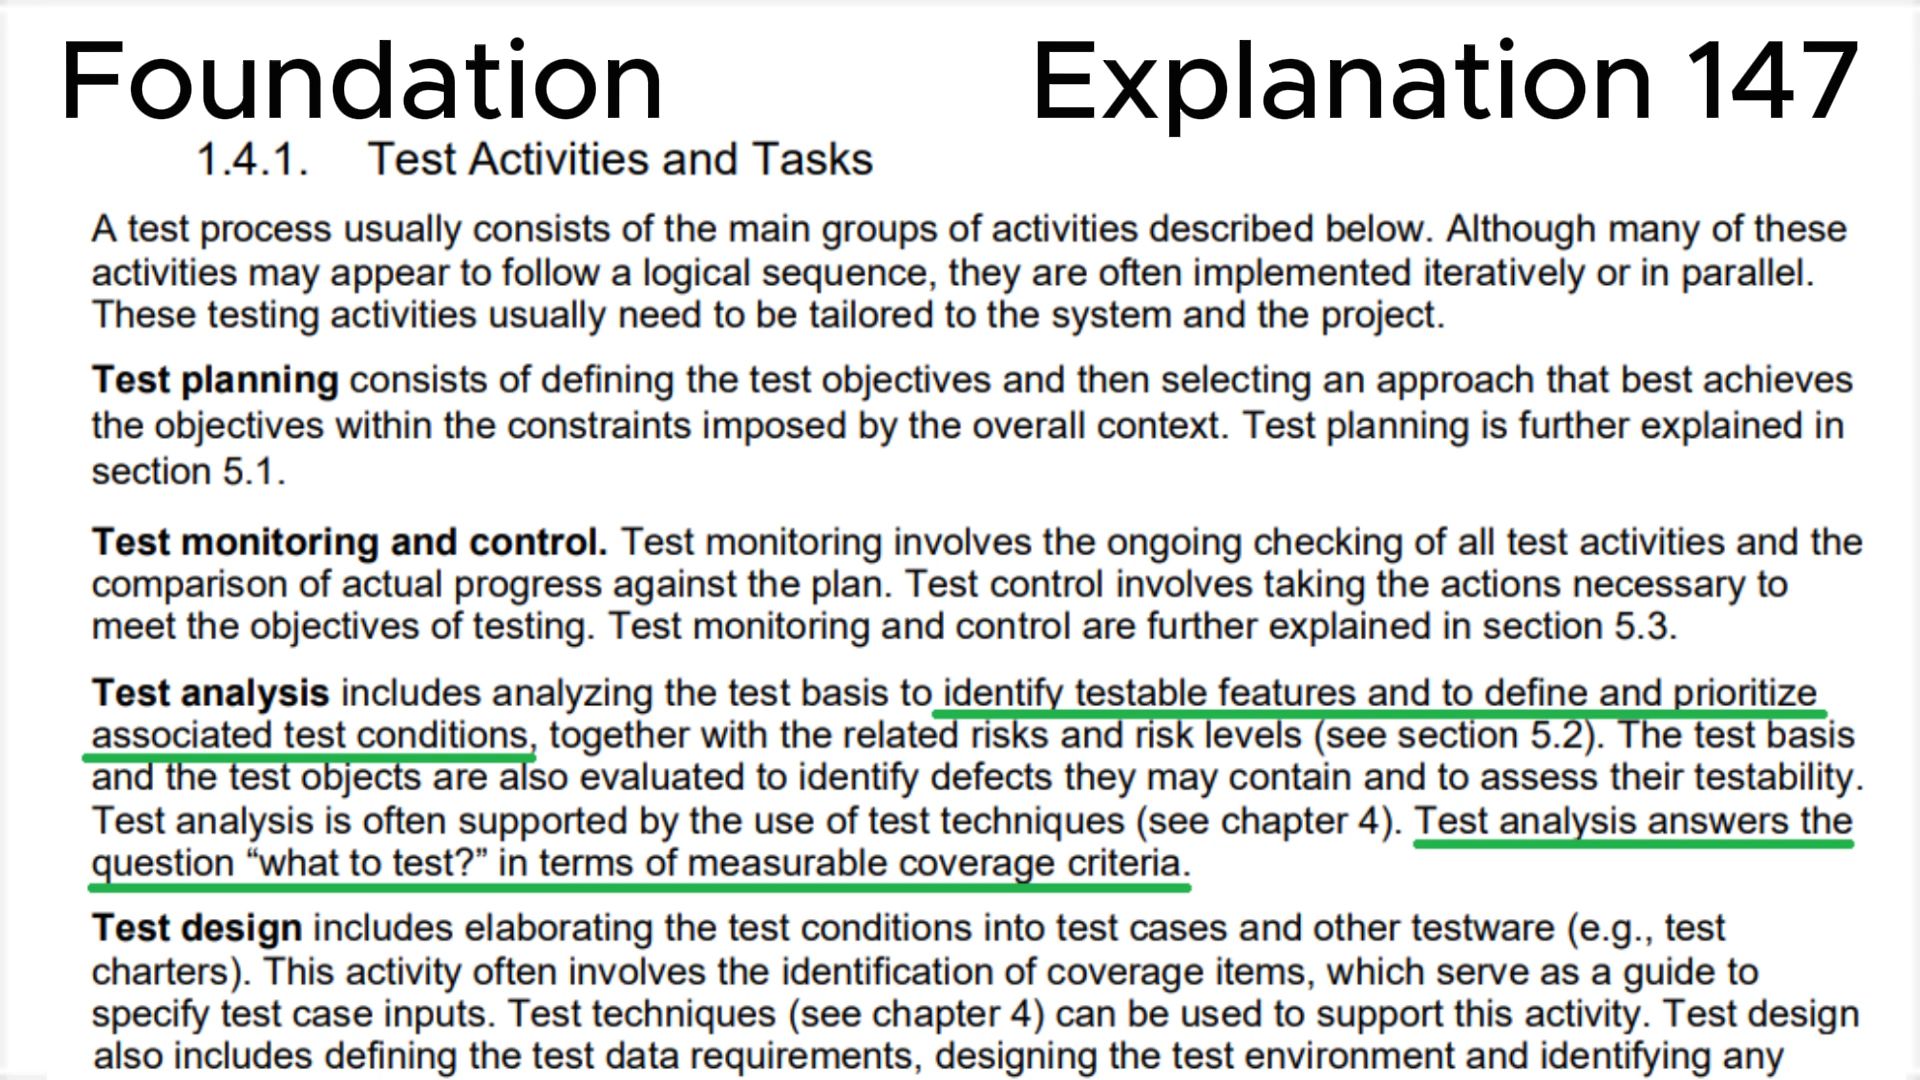 Foundation Explanation 147
1.4.1. Test Activities and Tasks
A test process usually consists of the main groups of activities described below. Although many of these
activities may appear to follow a logical sequence, they are often implemented iteratively or in parallel.
These testing activities usually need to be tailored to the system and the project.
Test planning consists of defining the test objectives and then selecting an approach that best achieves
the objectives within the constraints imposed by the overall context. Test planning is further explained in
section 5.1.
Test monitoring and control. Test monitoring involves the ongoing checking of all test activities and the
comparison of actual progress against the plan. Test control involves taking the actions necessary to
meet the objectives of testing. Test monitoring and control are further explained in section 5.3.
Test analysis includes analyzing the test basis to identify testable features and to define and prioritize
associated test conditions, together with the related risks and risk levels (see section 5.2). The test basis
and the test objects are also evaluated to identify defects they may contain and to assess their testability.
Test analysis is often supported by the use of test techniques (see chapter 4). Test analysis answers the
question “what to test?” in terms of measurable coverage criteria.
Test design includes elaborating the test conditions into test cases and other testware (e.g., test
charters). This activity often involves the identification of coverage items, which serve as a guide to
specify test case inputs. Test techniques (see chapter 4) can be used to support this activity. Test design
also includes defining the test data requirements, designing the test environment and identifying any